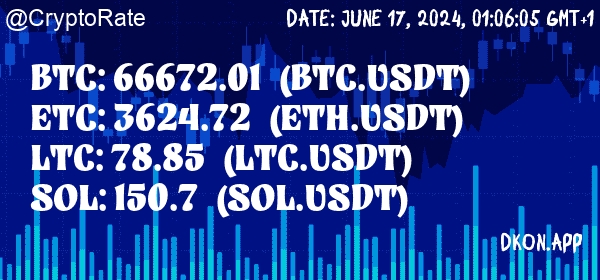 @CryptoRate
DATE: JUNE 17, 2024, 01:06:05 GMT+1
BTC: 66672.01 (BTC.USDT)
ETC: 3624.72 (ETH.USDT)
LTC: 78.85 (LTC.USDT)
SOL: 150.7 (SOL.USDT)
DKON.APP